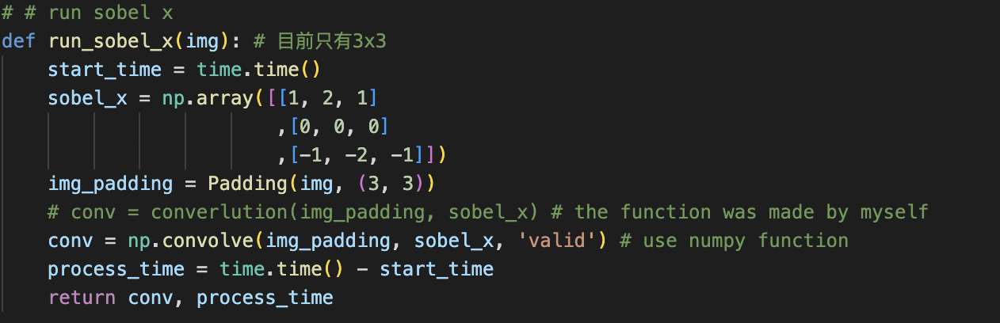 # # run sobel x
def run_sobel_x(img): # 目前只有3x3
    start_time = time.time()
    sobel_x = np.array([[1, 2, 1]
                    ,[0, 0, 0]
                    ,[-1, -2, -1]])
    img_padding = Padding(img, (3, 3))
    # conv = converlution(img_padding, sobel_x) # the function was made by myself
    conv = np.convolve(img_padding, sobel_x, 'valid') # use numpy function
    process_time = time.time() - start_time
    return conv, process_time